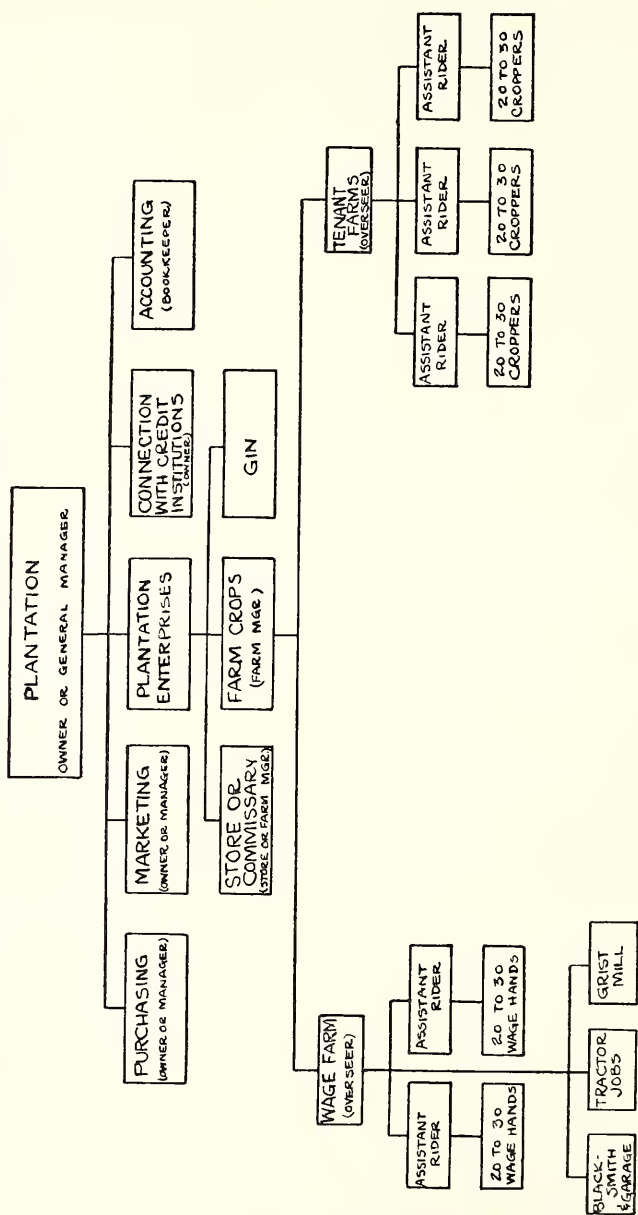 PLANTATION
OWNER OR GENERAL MANAGER
PURCHASING
(OWNER OR MANAGER)
MARKETING
(OWNER OR MANAGER)
PLANTATION
ENTERPRISES
CONNECTION
WITH CREDIT
INSTITUTIONS
(OWNER)
ACCOUNTING
(BOOKKEEPER)
STORE OR
COMMISSARY
(STORE OR FARM MGR)
FARM CROPS
(FARM MGR)
GIN
WAGE FARM
(OVERSEER)
TENANT
FARMS
(OVERSEER)
ASSISTANT
RIDER
ASSISTANT
RIDER
ASSISTANT
RIDER
ASSISTANT
RIDER
ASSISTANT
RIDER
20 TO 30
WAGE HANDS
20 TO 30
WAGE HANDS
20 TO 30
CROPPERS
20 TO 30
CROPPERS
20 TO 30
CROPPERS
BLACK-
SMITH
& GARAGE
TRACTOR
JOBS
GRIST
MILL